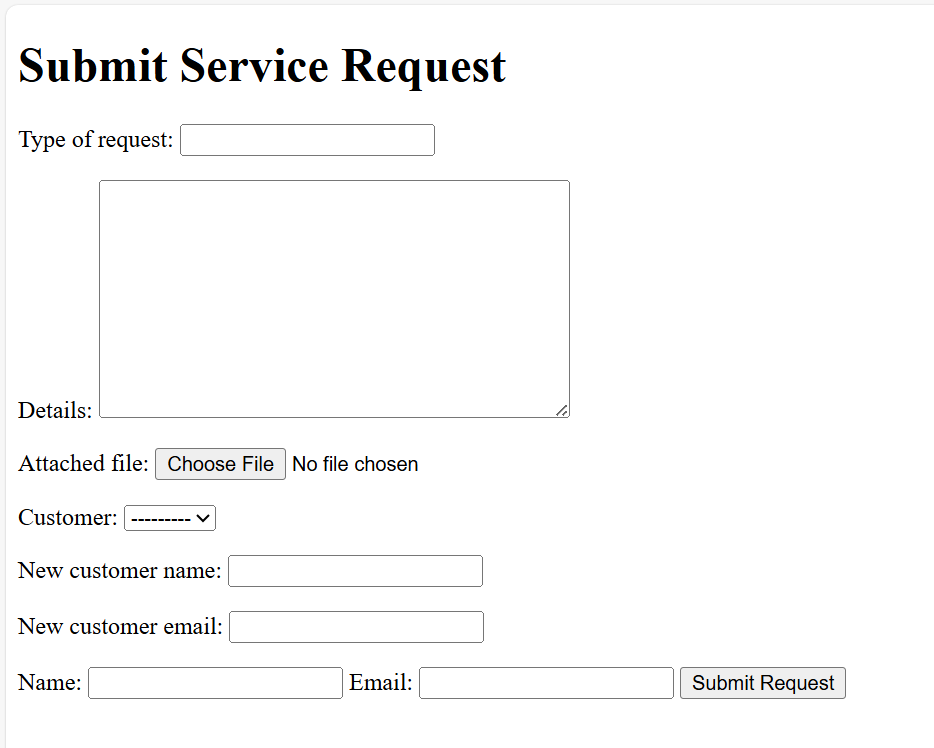 Submit Service Request
Type of request:
Details:
Attached file: Choose File No file chosen
Customer: ---------
New customer name:
New customer email:
Name: Email: Submit Request